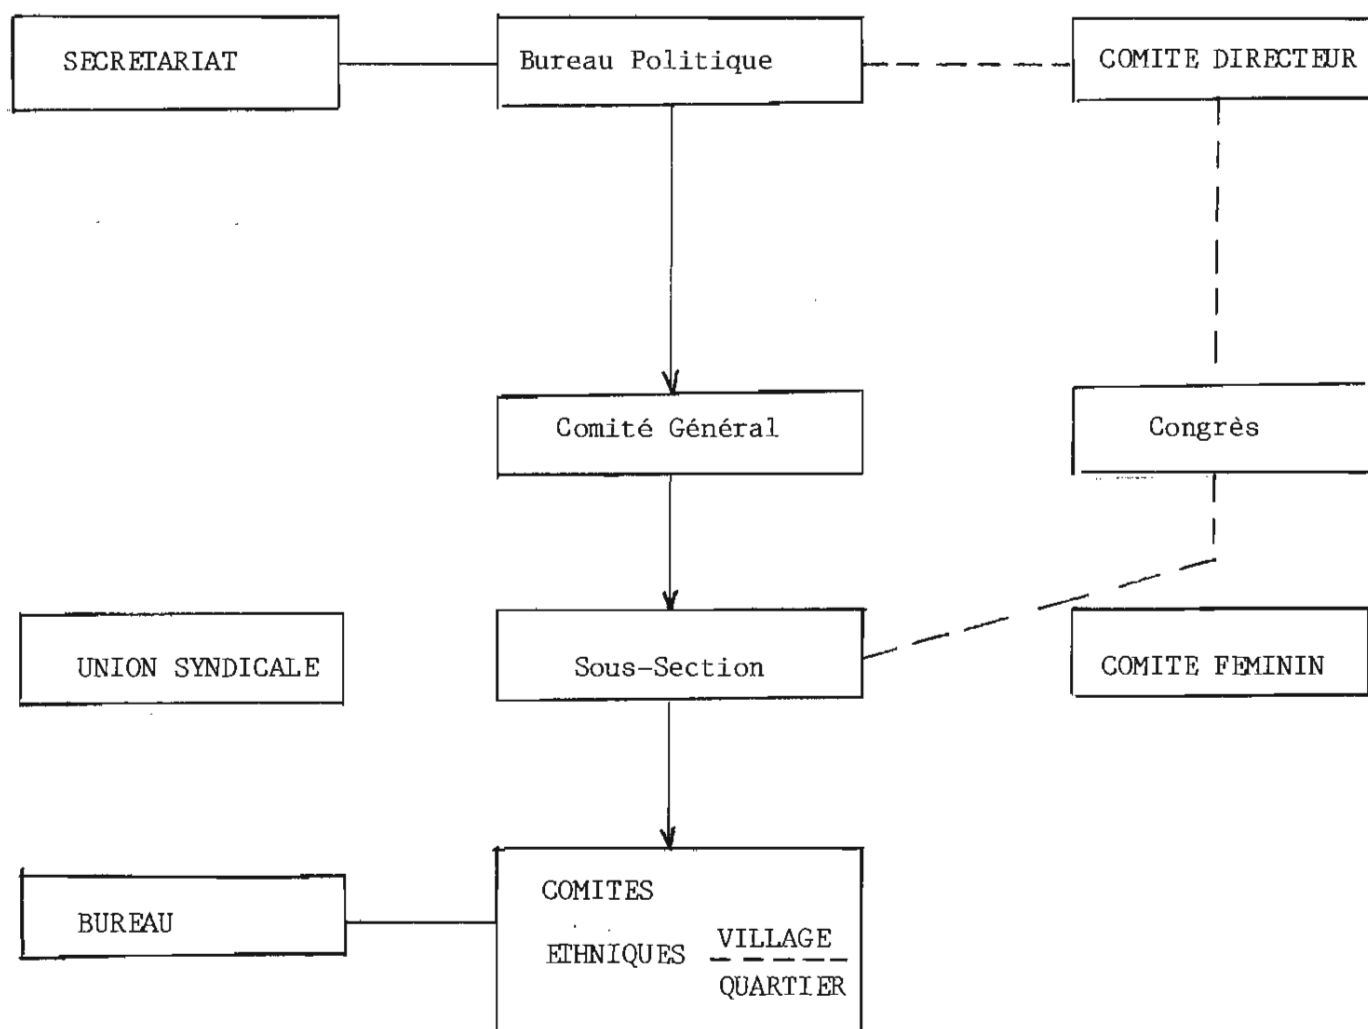 SECRETARIAT
Bureau Politique
COMITE DIRECTEUR
Comité Général
Congrès
UNION SYNDICALE
Sous-Section
COMITE FEMININ
BUREAU
COMITES
ETHNIQUES VILLAGE
QUARTIER